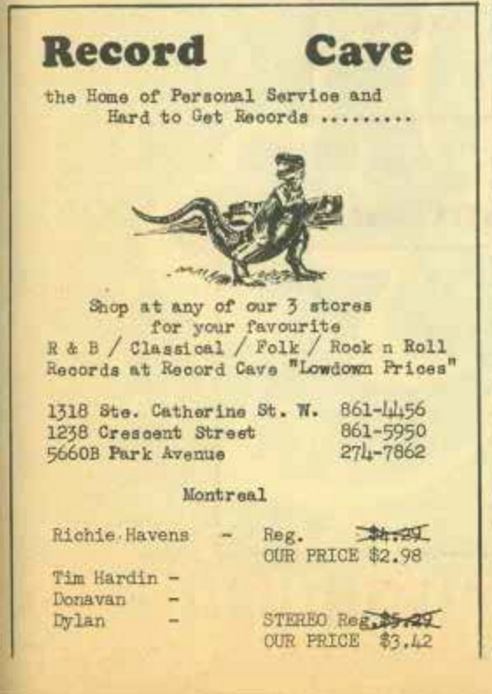 Record Cave
the Home of Personal Service and
Hard to Get Records .........
Shop at any of our 3 stores
for your favourite
R & B / Classical / Folk / Rock n Roll
Records at Record Cave "Lowdown Prices"
1318 Ste. Catherine St. W. 861-4456
1238 Crescent Street 861-5950
5660B Park Avenue 274-7862
Montreal
Richie Havens - Reg. $4.29
OUR PRICE $2.98
Tim Hardin -
Donavan -
Dylan - STEREO Reg. $5.29
OUR PRICE $3.42